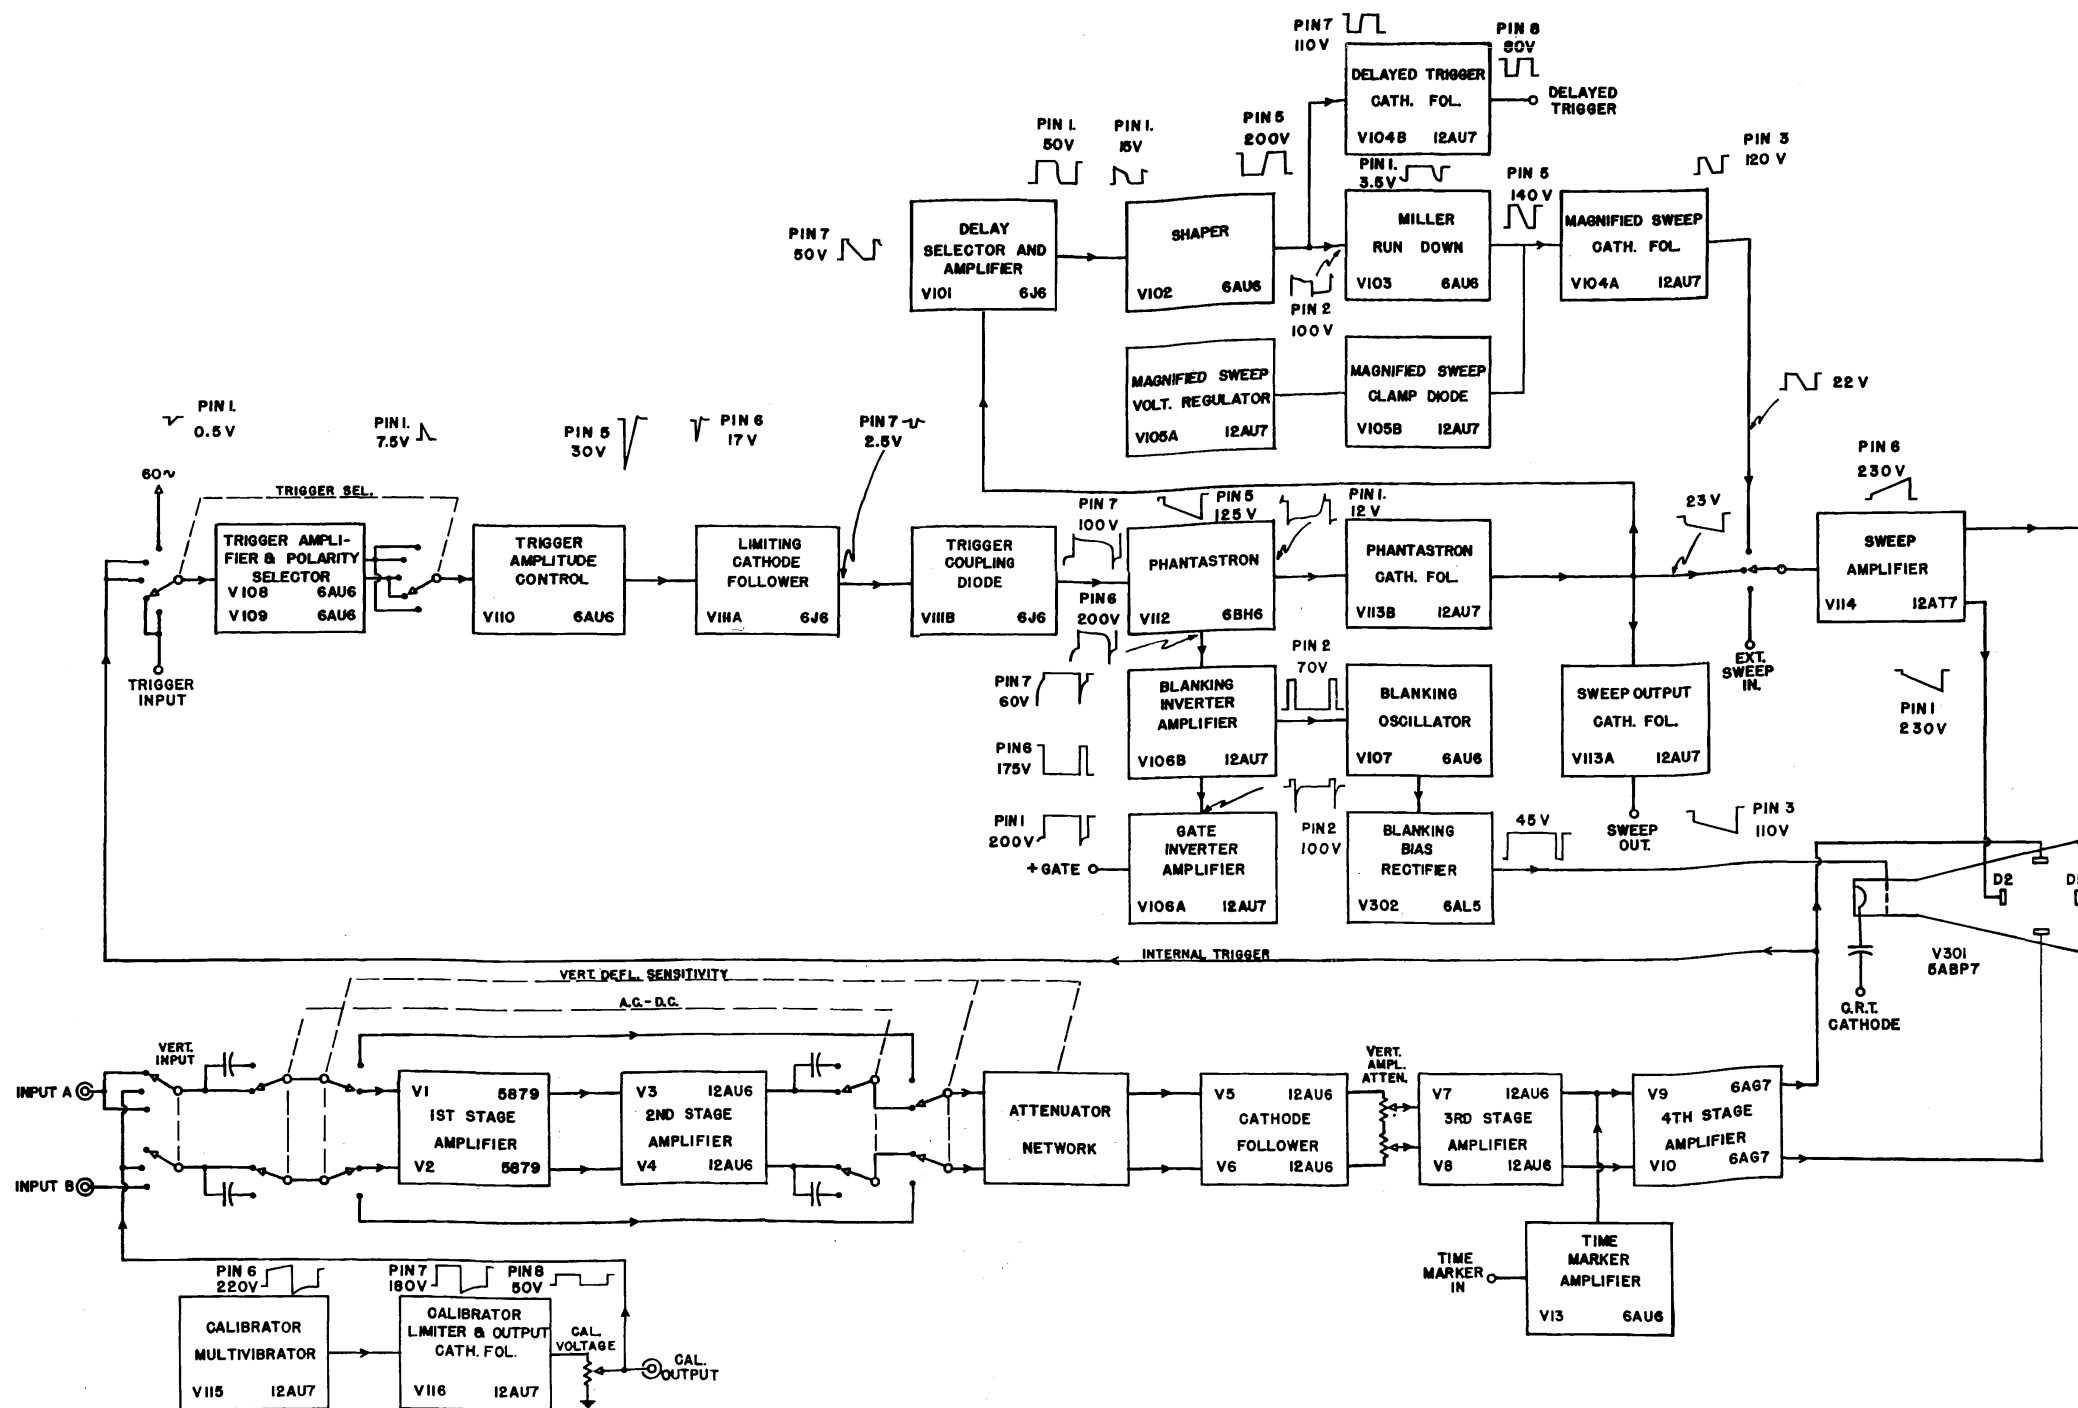 PIN 7
110V
PIN 8
80V
DELAYED TRIGGER
CATH. FOL.
V104B 12AU7
DELAYED
TRIGGER
PIN 1.
50V
PIN 1.
15V
PIN 5
200V
PIN 1.
3.5V
PIN 5
140V
PIN 3
120 V
PIN 7
50V
DELAY
SELECTOR AND
AMPLIFIER
V101 6J6
SHAPER
V102 6AU6
MILLER
RUN DOWN
V103 6AU6
MAGNIFIED SWEEP
CATH. FOL.
V104A 12AU7
PIN 2
100V
MAGNIFIED SWEEP
VOLT. REGULATOR
V105A 12AU7
MAGNIFIED SWEEP
CLAMP DIODE
V105B 12AU7
22 V
PIN 1.
0.5 V
PIN 1.
7.5V
PIN 5
30V
PIN 6
17 V
PIN 7
2.5V
60~
TRIGGER SEL.
TRIGGER AMPLI-
FIER & POLARITY
SELECTOR
V108 6AU6
V109 6AU6
TRIGGER
AMPLITUDE
CONTROL
V110 6AU6
LIMITING
CATHODE
FOLLOWER
V111A 6J6
TRIGGER
COUPLING
DIODE
V111B 6J6
PIN 7
100V
PIN 5
125V
PIN 1.
12 V
PHANTASTRON
V112 6BH6
PHANTASTRON
CATH. FOL.
V113B 12AU7
23 V
PIN 6
230V
SWEEP
AMPLIFIER
V114 12AT7
TRIGGER
INPUT
PIN 6
200V
EXT.
SWEEP
IN.
PIN 1
230V
PIN 7
60V
PIN 6
175V
PIN 1
200V
+ GATE
BLANKING
INVERTER
AMPLIFIER
V106B 12AU7
PIN 2
70V
BLANKING
OSCILLATOR
V107 6AU6
SWEEP OUTPUT
CATH. FOL.
V113A 12AU7
GATE
INVERTER
AMPLIFIER
V106A 12AU7
PIN 2
100V
BLANKING
BIAS
RECTIFIER
V302 6AL5
45 V
SWEEP
OUT.
PIN 3
110V
D2
D
V301
5ABP7
C.R.T.
CATHODE
INTERNAL TRIGGER
VERT. DEFL. SENSITIVITY
A.C.-D.C.
VERT.
INPUT
INPUT A
INPUT B
V1 5879
1ST STAGE
AMPLIFIER
V2 5879
V3 12AU6
2ND STAGE
AMPLIFIER
V4 12AU6
ATTENUATOR
NETWORK
V5 12AU6
CATHODE
FOLLOWER
V6 12AU6
VERT.
AMPL.
ATTEN.
V7 12AU6
3RD STAGE
AMPLIFIER
V8 12AU6
V9 6AG7
4TH STAGE
AMPLIFIER
V10 6AG7
TIME
MARKER
IN
TIME
MARKER
AMPLIFIER
V13 6AU6
PIN 6
220V
PIN 7
180V
PIN 8
50V
CALIBRATOR
MULTIVIBRATOR
V115 12AU7
CALIBRATOR
LIMITER & OUTPUT
CATH. FOL.
V116 12AU7
CAL.
VOLTAGE
CAL.
OUTPUT